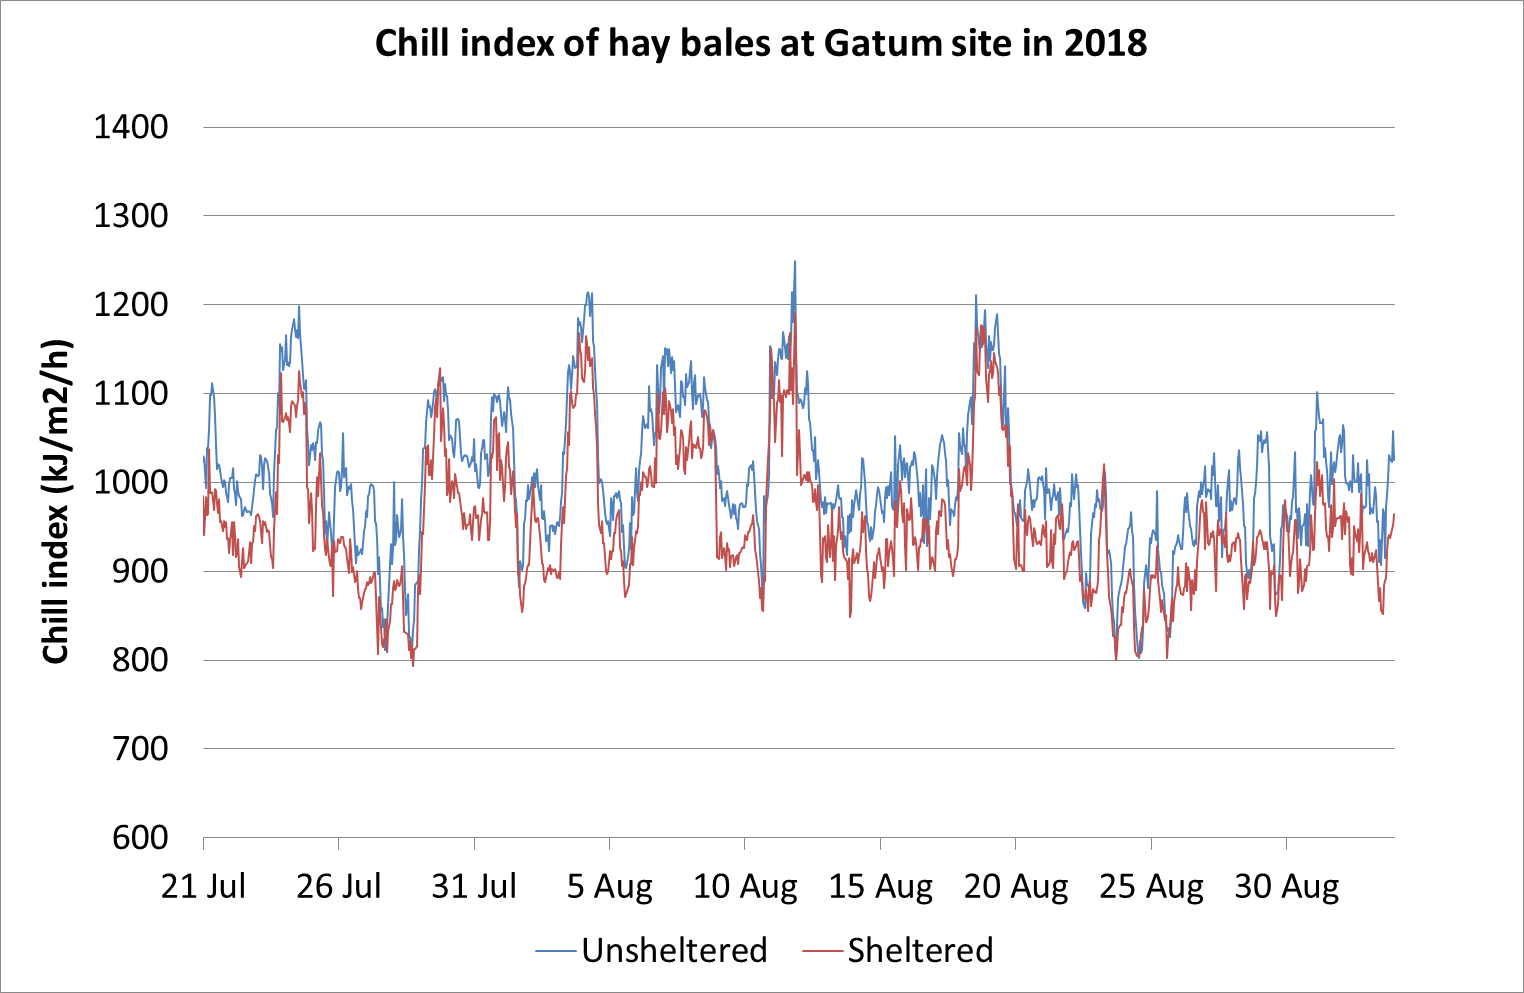 Chill index of hay bales at Gatum site in 2018
Chill index (kJ/m2/h)
1400
1300
1200
1100
1000
900
800
700
600
21 Jul 26 Jul 31 Jul 5 Aug 10 Aug 15 Aug 20 Aug 25 Aug 30 Aug
Unsheltered Sheltered